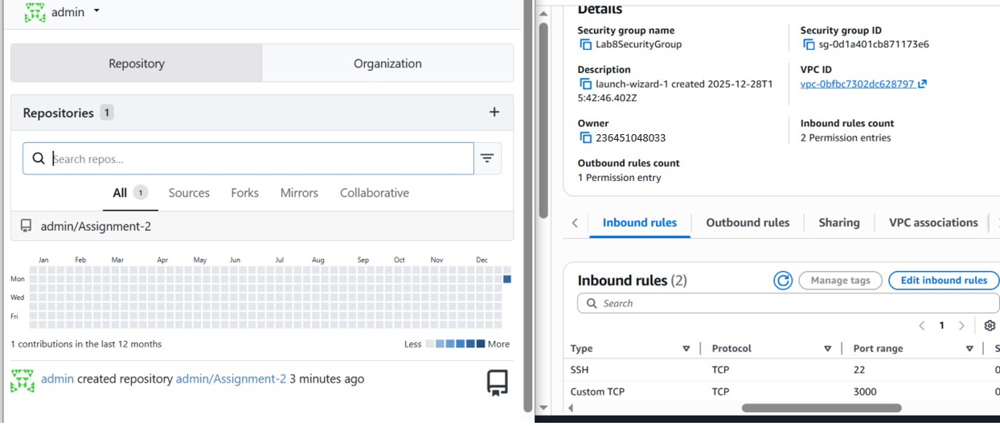 admin
Repository Organization
Repositories 1 +
Search repos...
All 1 Sources Forks Mirrors Collaborative
admin/Assignment-2
Jan Feb Mar Apr May Jun Jul Aug Sep Oct Nov Dec
Mon
Wed
Fri
1 contributions in the last 12 months Less More
admin created repository admin/Assignment-2 3 minutes ago
Details
Security group name
Lab8SecurityGroup
Security group ID
sg-0d1a401cb871173e6
Description
launch-wizard-1 created 2025-12-28T1
5:42:46.402Z
VPC ID
vpc-0bfbc7302dc628797
Owner
236451048033
Inbound rules count
2 Permission entries
Outbound rules count
1 Permission entry
Inbound rules Outbound rules Sharing VPC associations
Inbound rules (2) Manage tags Edit inbound rules
Search
1
Type Protocol Port range S
SSH TCP 22 0
Custom TCP TCP 3000 0